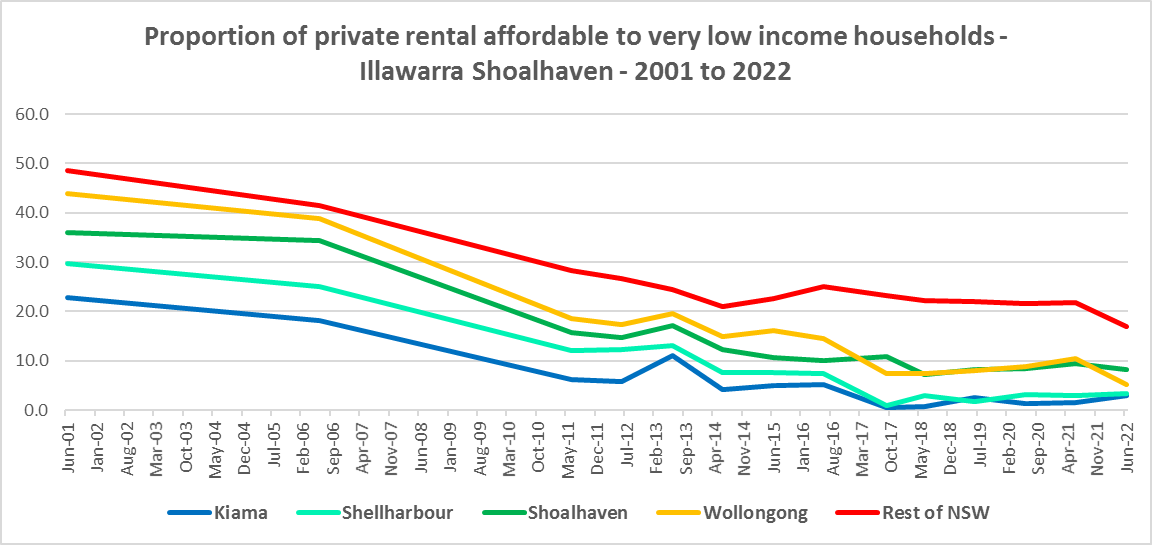 Proportion of private rental affordable to very low income households -
Illawarra Shoalhaven - 2001 to 2022
60.0
50.0
40.0
30.0
20.0
10.0
0.0
Jun-01
Jan-02
Aug-02
Mar-03
Oct-03
May-04
Dec-04
Jul-05
Feb-06
Sep-06
Apr-07
Nov-07
Jun-08
Jan-09
Aug-09
Mar-10
Oct-10
May-11
Dec-11
Jul-12
Feb-13
Sep-13
Apr-14
Nov-14
Jun-15
Jan-16
Aug-16
Mar-17
Oct-17
May-18
Dec-18
Jul-19
Feb-20
Sep-20
Apr-21
Nov-21
Jun-22
Kiama Shellharbour Shoalhaven Wollongong Rest of NSW